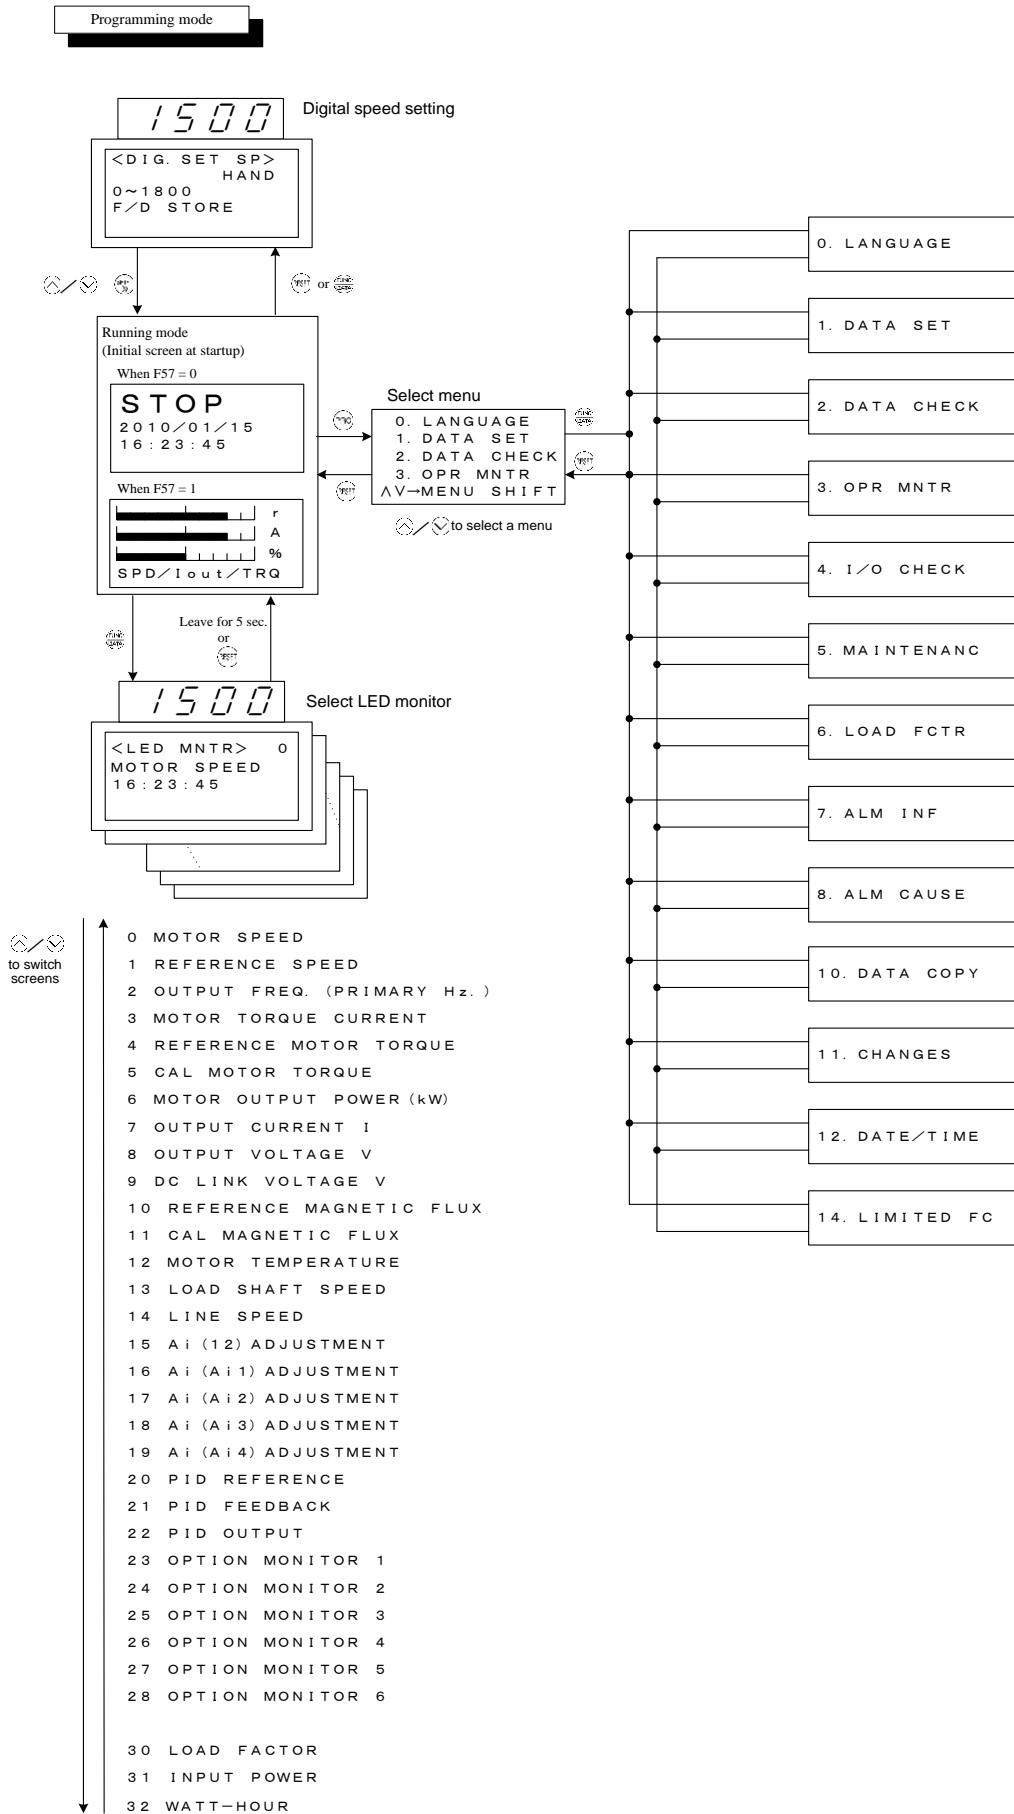 Programming mode
1500
Digital speed setting
<DIG. SET SP>
HAND
0~1800
F/D STORE
RESET or FUNC DATA
Running mode
(Initial screen at startup)
When F57 = 0
STOP
2010/01/15
16:23:45
When F57 = 1
r
A
%
SPD/Iout/TRQ
PRG
RESET
Select menu
0. LANGUAGE
1. DATA SET
2. DATA CHECK
3. OPR MNTR
∧∨→MENU SHIFT
to select a menu
FUNC DATA
RESET
FUNC DATA
Leave for 5 sec.
or
RESET
1500
Select LED monitor
<LED MNTR> 0
MOTOR SPEED
16:23:45
to switch
screens
0 MOTOR SPEED
1 REFERENCE SPEED
2 OUTPUT FREQ. (PRIMARY Hz.)
3 MOTOR TORQUE CURRENT
4 REFERENCE MOTOR TORQUE
5 CAL MOTOR TORQUE
6 MOTOR OUTPUT POWER (kW)
7 OUTPUT CURRENT I
8 OUTPUT VOLTAGE V
9 DC LINK VOLTAGE V
10 REFERENCE MAGNETIC FLUX
11 CAL MAGNETIC FLUX
12 MOTOR TEMPERATURE
13 LOAD SHAFT SPEED
14 LINE SPEED
15 Ai (12) ADJUSTMENT
16 Ai (Ai1) ADJUSTMENT
17 Ai (Ai2) ADJUSTMENT
18 Ai (Ai3) ADJUSTMENT
19 Ai (Ai4) ADJUSTMENT
20 PID REFERENCE
21 PID FEEDBACK
22 PID OUTPUT
23 OPTION MONITOR 1
24 OPTION MONITOR 2
25 OPTION MONITOR 3
26 OPTION MONITOR 4
27 OPTION MONITOR 5
28 OPTION MONITOR 6
30 LOAD FACTOR
31 INPUT POWER
32 WATT-HOUR
0. LANGUAGE
1. DATA SET
2. DATA CHECK
3. OPR MNTR
4. I/O CHECK
5. MAINTENANC
6. LOAD FCTR
7. ALM INF
8. ALM CAUSE
10. DATA COPY
11. CHANGES
12. DATE/TIME
14. LIMITED FC